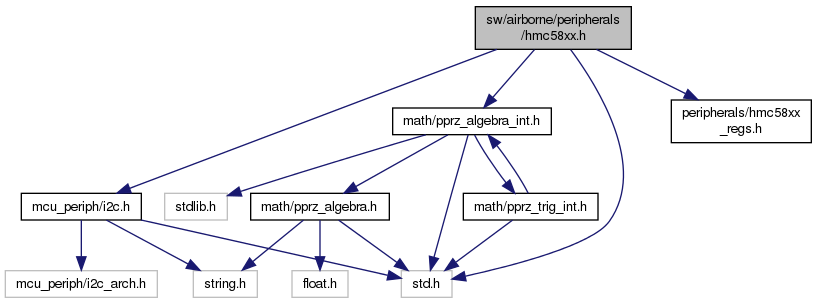 sw/airborne/peripherals
/hmc58xx.h
math/pprz_algebra_int.h
peripherals/hmc58xx
_regs.h
mcu_periph/i2c.h
stdlib.h
math/pprz_algebra.h
math/pprz_trig_int.h
mcu_periph/i2c_arch.h
string.h
float.h
std.h